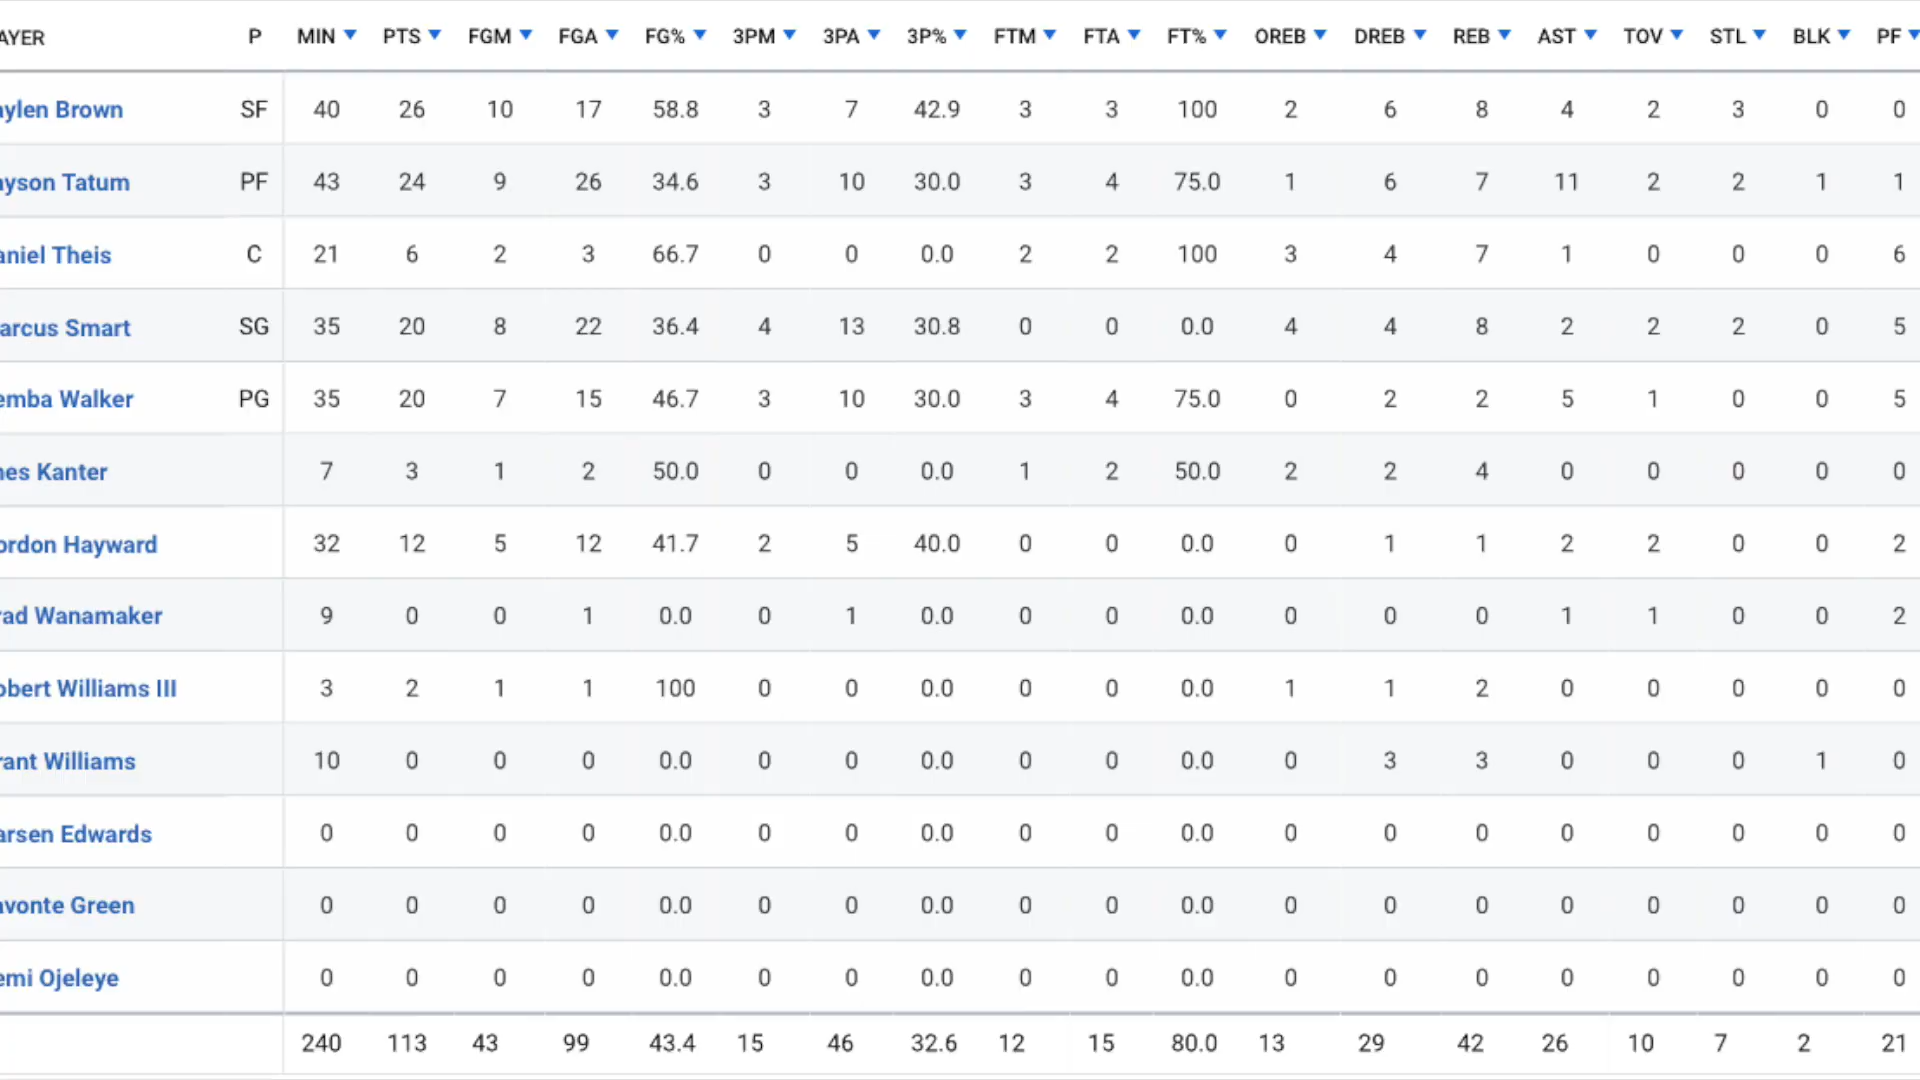 AYER P MIN PTS FGM FGA FG% 3PM 3PA 3P% FTM FTA FT% OREB DREB REB AST TOV STL BLK PF
aylen Brown SF 40 26 10 17 58.8 3 7 42.9 3 3 100 2 6 8 4 2 3 0 0
ayson Tatum PF 43 24 9 26 34.6 3 10 30.0 3 4 75.0 1 6 7 11 2 2 1 1
aniel Theis C 21 6 2 3 66.7 0 0 0.0 2 2 100 3 4 7 1 0 0 0 6
arcus Smart SG 35 20 8 22 36.4 4 13 30.8 0 0 0.0 4 4 8 2 2 2 0 5
emba Walker PG 35 20 7 15 46.7 3 10 30.0 3 4 75.0 0 2 2 5 1 0 0 5
nes Kanter 7 3 1 2 50.0 0 0 0.0 1 2 50.0 2 2 4 0 0 0 0 0
ordon Hayward 32 12 5 12 41.7 2 5 40.0 0 0 0.0 0 1 1 2 2 0 0 2
rad Wanamaker 9 0 0 1 0.0 0 1 0.0 0 0 0.0 0 0 0 1 1 0 0 2
obert Williams III 3 2 1 1 100 0 0 0.0 0 0 0.0 1 1 2 0 0 0 0 0
rant Williams 10 0 0 0 0.0 0 0 0.0 0 0 0.0 0 3 3 0 0 0 1 0
arsen Edwards 0 0 0 0 0.0 0 0 0.0 0 0 0.0 0 0 0 0 0 0 0 0
avonte Green 0 0 0 0 0.0 0 0 0.0 0 0 0.0 0 0 0 0 0 0 0 0
emi Ojeleye 0 0 0 0 0.0 0 0 0.0 0 0 0.0 0 0 0 0 0 0 0 0
240 113 43 99 43.4 15 46 32.6 12 15 80.0 13 29 42 26 10 7 2 21